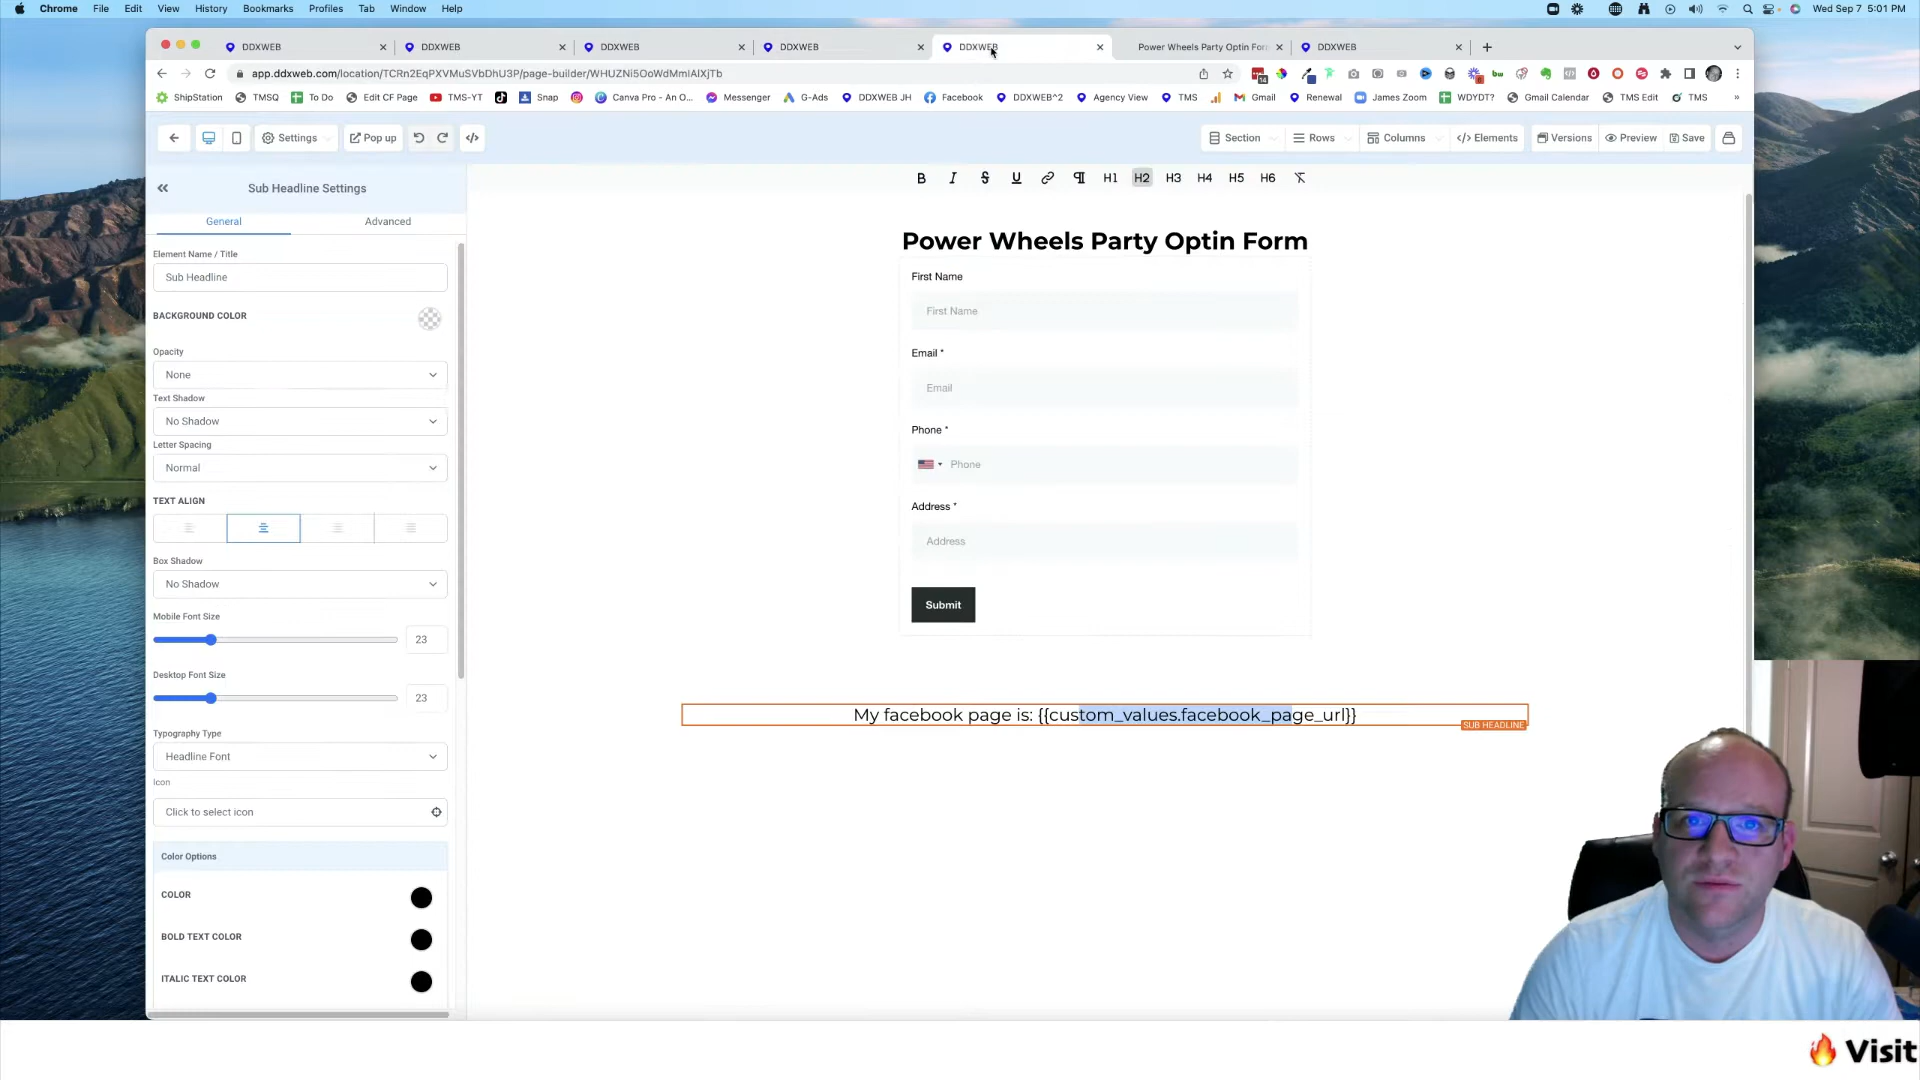 Chrome File Edit View History Bookmarks Profiles Tab Window Help Wed Sep 7 5:01 PM
DDXWEB DDXWEB DDXWEB DDXWEB DDXWEB Power Wheels Party Optin For DDXWEB
app.ddxweb.com/location/TCRn2EqPXVMuSVbDhU3P/page-builder/WHUZNi5OoWdMmlAIXjTb
ShipStation TMSQ To Do Edit CF Page TMS-YT Snap Canva Pro - An O... Messenger G-Ads DDXWEB JH Facebook DDXWEB^2 Agency View TMS Gmail Renewal James Zoom WDYDT? Gmail Calendar TMS Edit TMS »
Settings Pop up </> Section Rows Columns </> Elements Versions Preview Save
Sub Headline Settings
B I S U H1 H2 H3 H4 H5 H6
General Advanced
Element Name / Title
Sub Headline
BACKGROUND COLOR
Opacity
None
Text Shadow
No Shadow
Letter Spacing
Normal
TEXT ALIGN
Box Shadow
No Shadow
Mobile Font Size
23
Desktop Font Size
23
Typography Type
Headline Font
Icon
Click to select icon
Color Options
COLOR
BOLD TEXT COLOR
ITALIC TEXT COLOR
Power Wheels Party Optin Form
First Name
First Name
Email *
Email
Phone *
Phone
Address *
Address
Submit
My facebook page is: {{custom_values.facebook_page_url}}
SUB HEADLINE
Visit